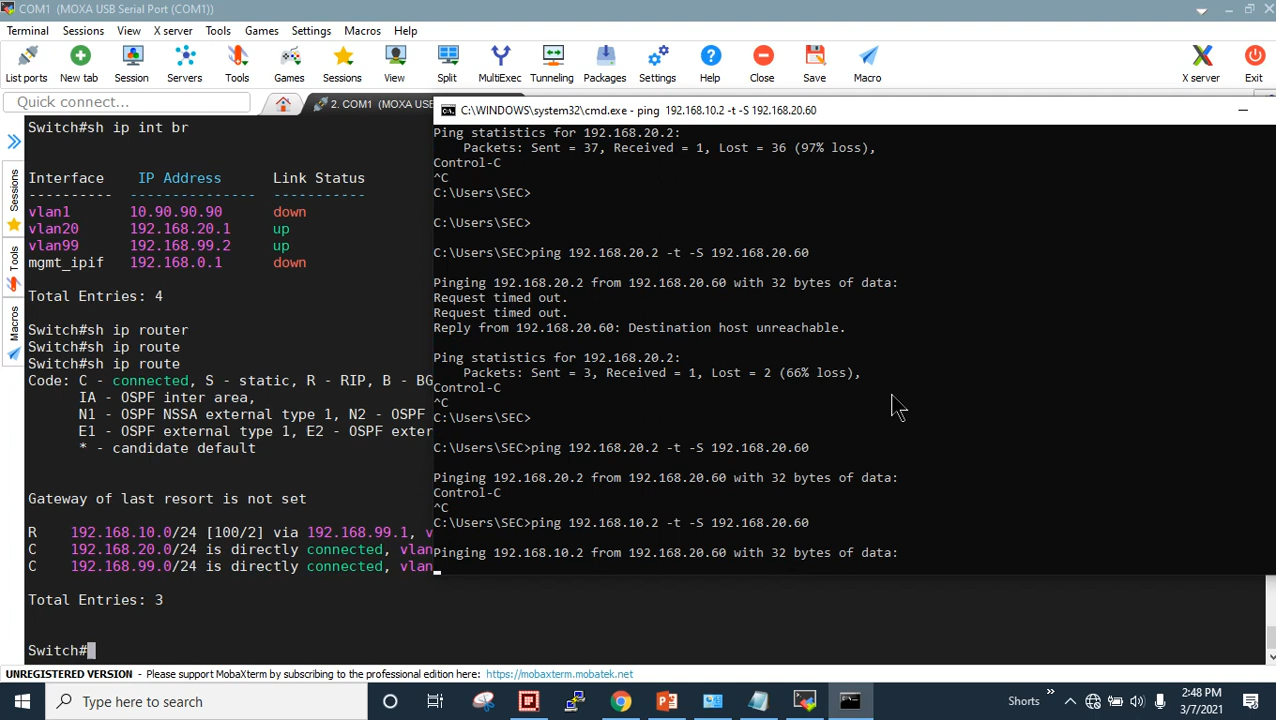 COM1 (MOXA USB Serial Port (COM1))
Terminal Sessions View X server Tools Games Settings Macros Help
List ports New tab Session Servers Tools Games Sessions View Split MultiExec Tunneling Packages Settings Help Close Save Macro X server Exit
Quick connect...
2. COM1 (MOXA USB
Sessions
Tools
Macros
Switch#sh ip int br
Interface IP Address Link Status
--------- -------------- -----------
vlan1 10.90.90.90 down
vlan20 192.168.20.1 up
vlan99 192.168.99.2 up
mgmt_ipif 192.168.0.1 down
Total Entries: 4
Switch#sh ip router
Switch#sh ip route
Switch#sh ip route
Code: C - connected, S - static, R - RIP, B - BG
IA - OSPF inter area,
N1 - OSPF NSSA external type 1, N2 - OSPF
E1 - OSPF external type 1, E2 - OSPF exter
* - candidate default
Gateway of last resort is not set
R 192.168.10.0/24 [100/2] via 192.168.99.1, v
C 192.168.20.0/24 is directly connected, vlan
C 192.168.99.0/24 is directly connected, vlan
Total Entries: 3
Switch#
C:\WINDOWS\system32\cmd.exe - ping 192.168.10.2 -t -S 192.168.20.60
Ping statistics for 192.168.20.2:
Packets: Sent = 37, Received = 1, Lost = 36 (97% loss),
Control-C
^C
C:\Users\SEC>
C:\Users\SEC>
C:\Users\SEC>ping 192.168.20.2 -t -S 192.168.20.60
Pinging 192.168.20.2 from 192.168.20.60 with 32 bytes of data:
Request timed out.
Request timed out.
Reply from 192.168.20.60: Destination host unreachable.
Ping statistics for 192.168.20.2:
Packets: Sent = 3, Received = 1, Lost = 2 (66% loss),
Control-C
^C
C:\Users\SEC>
C:\Users\SEC>ping 192.168.20.2 -t -S 192.168.20.60
Pinging 192.168.20.2 from 192.168.20.60 with 32 bytes of data:
Control-C
^C
C:\Users\SEC>ping 192.168.10.2 -t -S 192.168.20.60
Pinging 192.168.10.2 from 192.168.20.60 with 32 bytes of data:
UNREGISTERED VERSION - Please support MobaXterm by subscribing to the professional edition here: https://mobaxterm.mobatek.net
Type here to search
Shorts
2:48 PM
3/7/2021